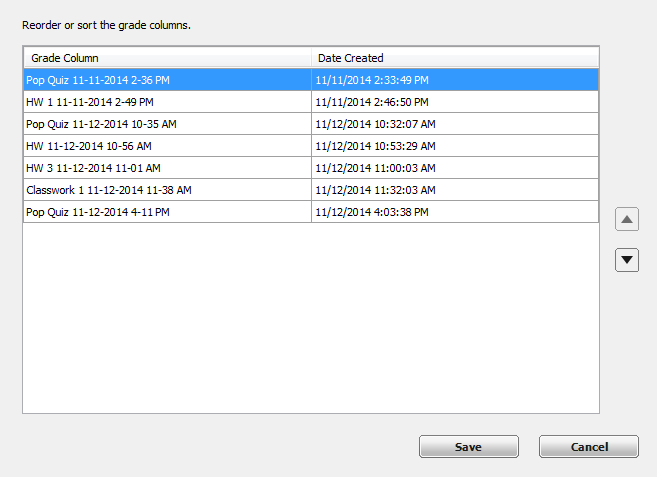 Reorder or sort the grade columns.
Grade Column Date Created
Pop Quiz 11-11-2014 2-36 PM 11/11/2014 2:33:49 PM
HW 1 11-11-2014 2-49 PM 11/11/2014 2:46:50 PM
Pop Quiz 11-12-2014 10-35 AM 11/12/2014 10:32:07 AM
HW 11-12-2014 10-56 AM 11/12/2014 10:53:29 AM
HW 3 11-12-2014 11-01 AM 11/12/2014 11:00:03 AM
Classwork 1 11-12-2014 11-38 AM 11/12/2014 11:32:03 AM
Pop Quiz 11-12-2014 4-11 PM 11/12/2014 4:03:38 PM
Save Cancel